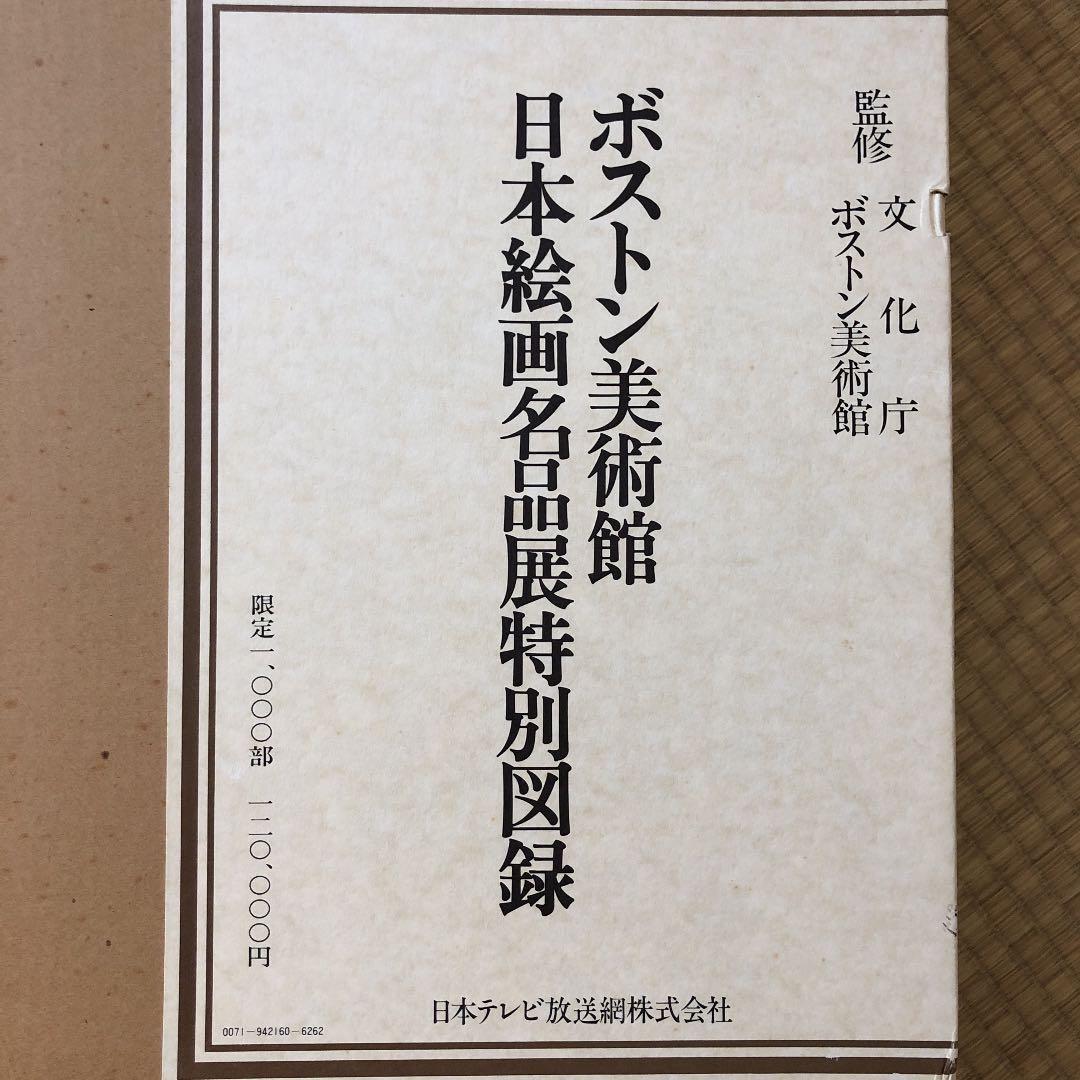 監修
文化庁
ボストン美術館
ボストン美術館
日本絵画名品展特別図録
限定一、〇〇〇部 一二〇、〇〇〇円
日本テレビ放送網株式会社
0071-942160-6262